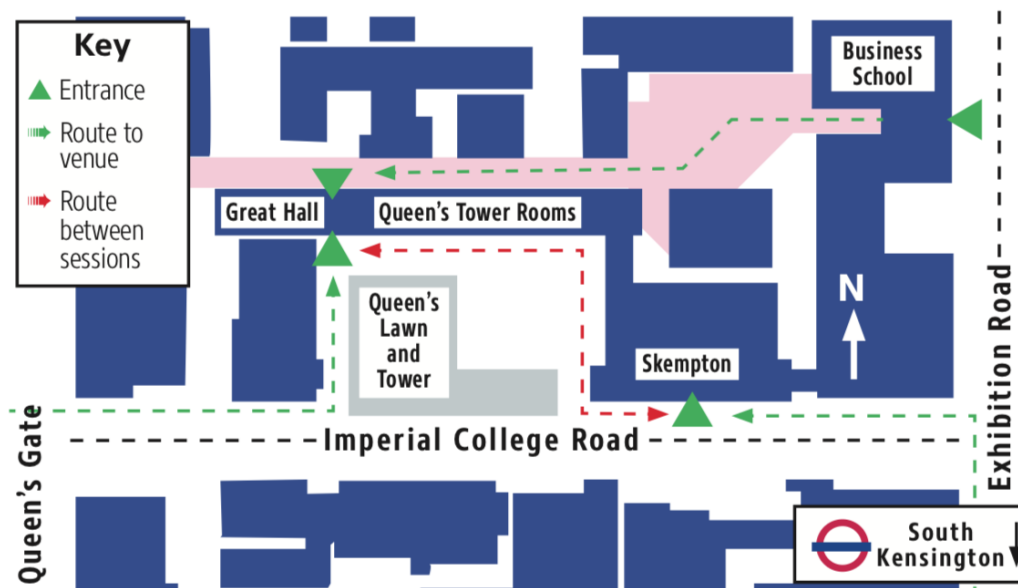 Key
Entrance
Route to
venue
Route
between
sessions
Business
School
Great Hall
Queen's Tower Rooms
Queen's
Lawn
and
Tower
N
Skempton
Imperial College Road
Queen's Gate
Exhibition Road
South
Kensington